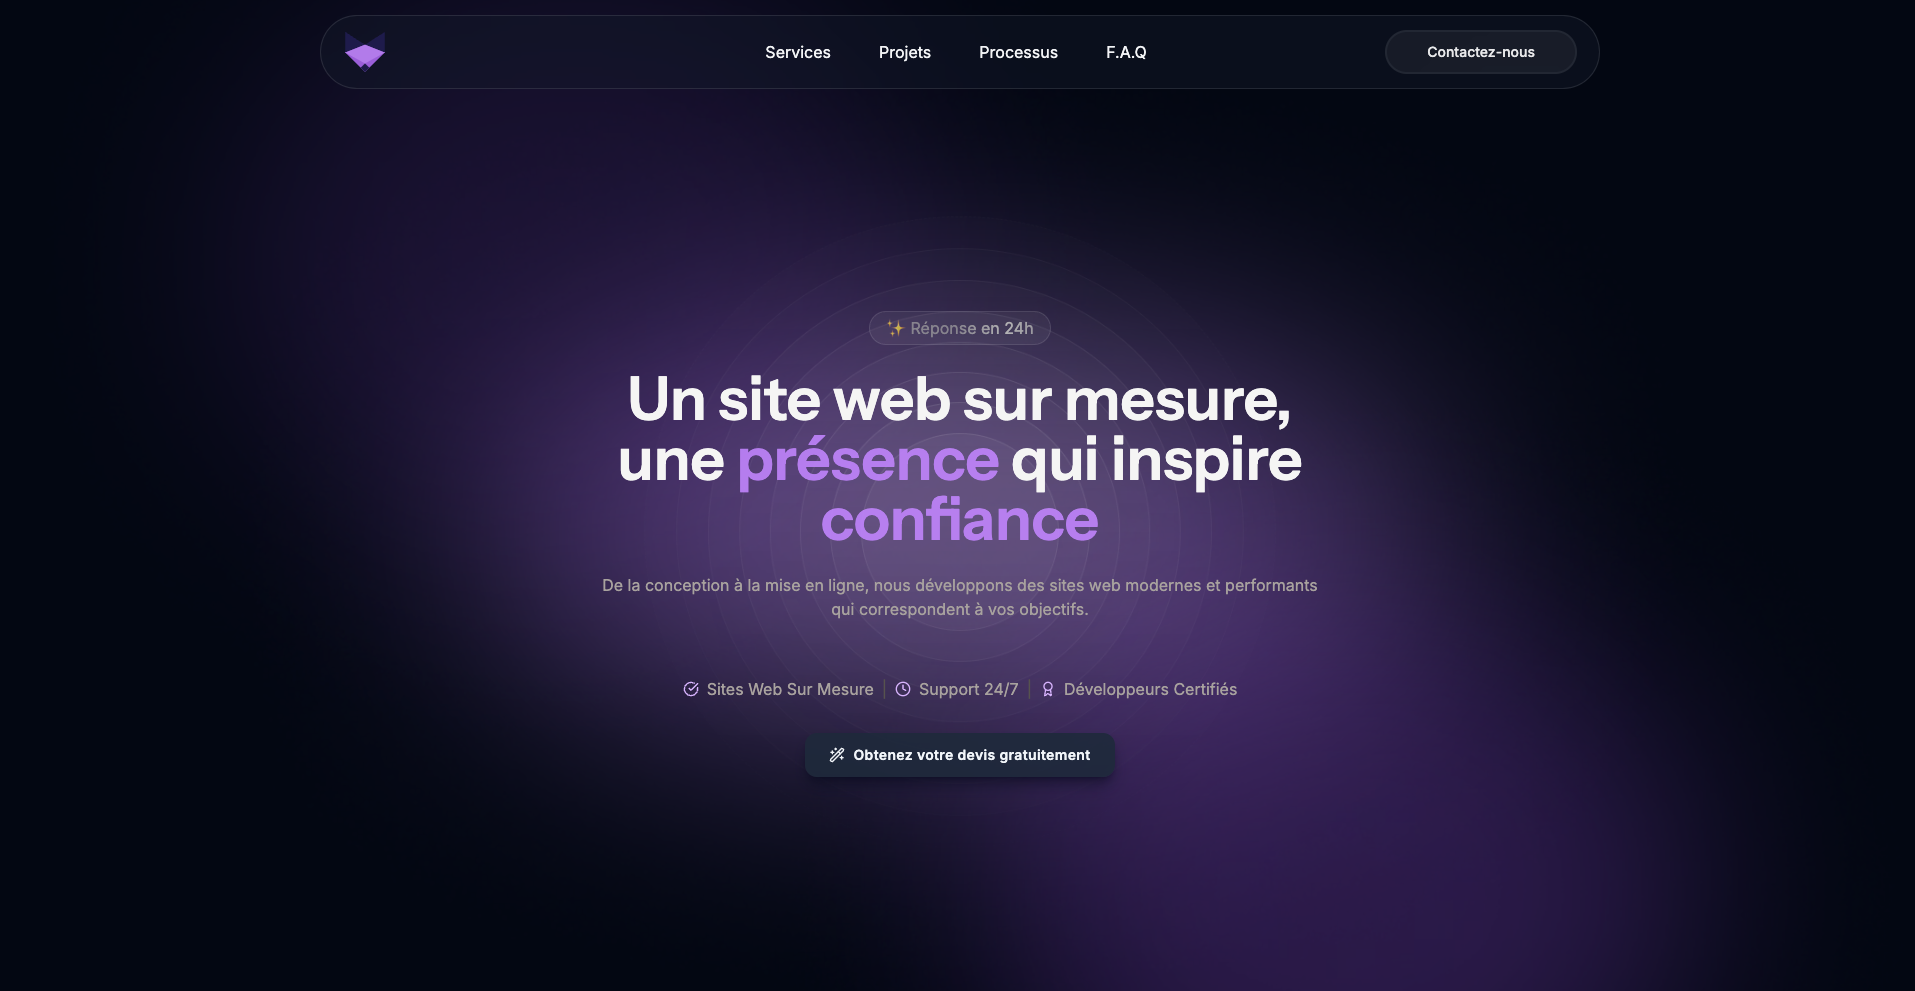 Services
Projets
Processus
F.A.Q
Contactez-nous
✨ Réponse en 24h
Un site web sur mesure,
une présence qui inspire
confiance
De la conception à la mise en ligne, nous développons des sites web modernes et performants
qui correspondent à vos objectifs.
Sites Web Sur Mesure
Support 24/7
Développeurs Certifiés
Obtenez votre devis gratuitement